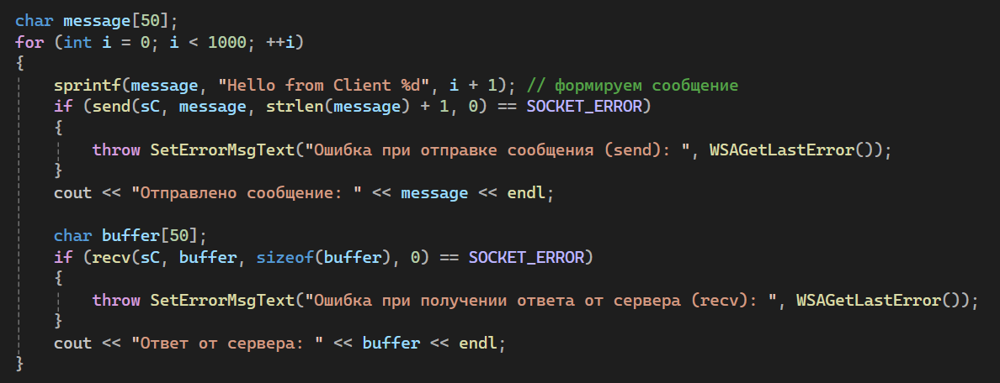 char message[50];
for (int i = 0; i < 1000; ++i)
{
    sprintf(message, "Hello from Client %d", i + 1); // формируем сообщение
    if (send(sC, message, strlen(message) + 1, 0) == SOCKET_ERROR)
    {
        throw SetErrorMsgText("Ошибка при отправке сообщения (send): ", WSAGetLastError());
    }
    cout << "Отправлено сообщение: " << message << endl;

    char buffer[50];
    if (recv(sC, buffer, sizeof(buffer), 0) == SOCKET_ERROR)
    {
        throw SetErrorMsgText("Ошибка при получении ответа от сервера (recv): ", WSAGetLastError());
    }
    cout << "Ответ от сервера: " << buffer << endl;
}